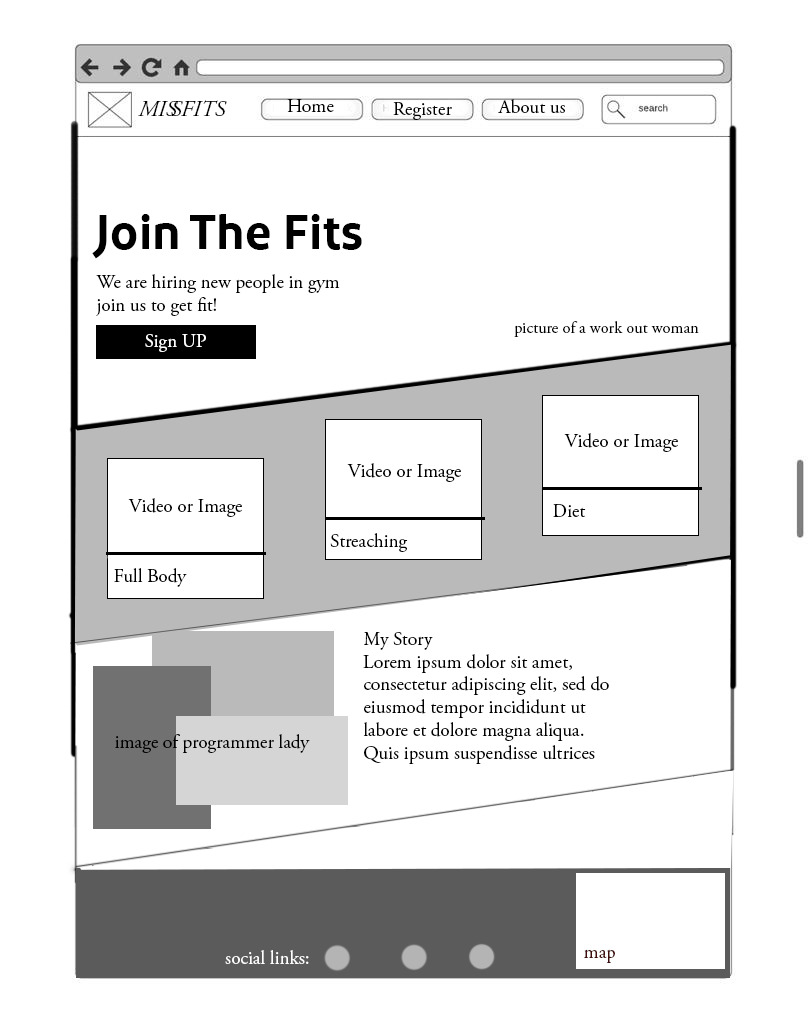 MISSFITS
Home
Register
About us
search
Join The Fits
We are hiring new people in gym
join us to get fit!
Sign UP
picture of a work out woman
Video or Image
Full Body
Video or Image
Streaching
Video or Image
Diet
image of programmer lady
My Story
Lorem ipsum dolor sit amet,
consectetur adipiscing elit, sed do
eiusmod tempor incididunt ut
labore et dolore magna aliqua.
Quis ipsum suspendisse ultrices
social links:
map